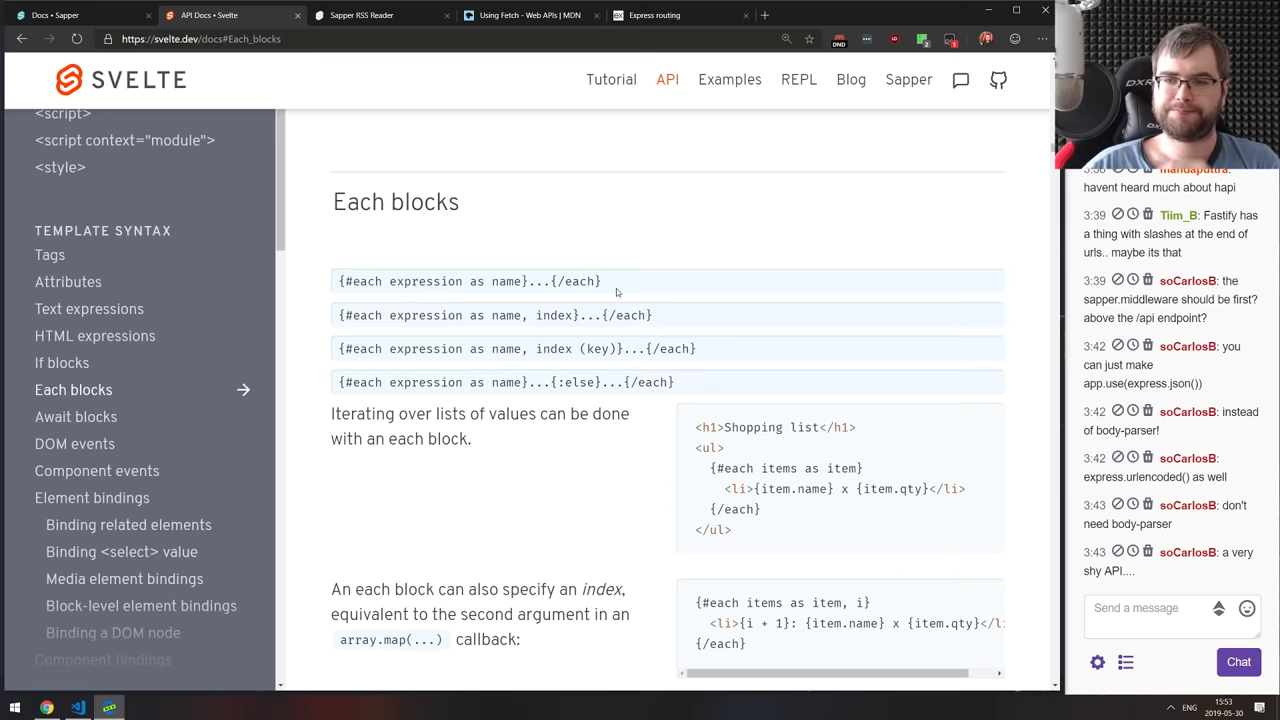 Docs • Sapper
API Docs • Svelte
Sapper RSS Reader
Using Fetch - Web APIs | MDN
Express routing
https://svelte.dev/docs#Each_blocks
DND
SVELTE
Tutorial
API
Examples
REPL
Blog
Sapper
<script>
<script context="module">
<style>
TEMPLATE SYNTAX
Tags
Attributes
Text expressions
HTML expressions
If blocks
Each blocks
Await blocks
DOM events
Component events
Element bindings
Binding related elements
Binding <select> value
Media element bindings
Block-level element bindings
Binding a DOM node
Component bindings
Each blocks
{#each expression as name}...{/each}
{#each expression as name, index}...{/each}
{#each expression as name, index (key)}...{/each}
{#each expression as name}...{:else}...{/each}
Iterating over lists of values can be done
with an each block.
<h1>Shopping list</h1>
<ul>
{#each items as item}
<li>{item.name} x {item.qty}</li>
{/each}
</ul>
An each block can also specify an index,
equivalent to the second argument in an
array.map(...) callback:
{#each items as item, i}
<li>{i + 1}: {item.name} x {item.qty}</li
{/each}
DXR
havent heard much about hapi
3:39 Tiim_B: Fastify has
a thing with slashes at the end of
urls.. maybe its that
3:39 soCarlosB: the
sapper.middleware should be first?
above the /api endpoint?
3:42 soCarlosB: you
can just make
app.use(express.json())
3:42 soCarlosB: instead
of body-parser!
3:42 soCarlosB:
express.urlencoded() as well
3:43 soCarlosB: don't
need body-parser
3:43 soCarlosB: a very
shy API....
Send a message
Chat
ENG
15:53
2019-05-30